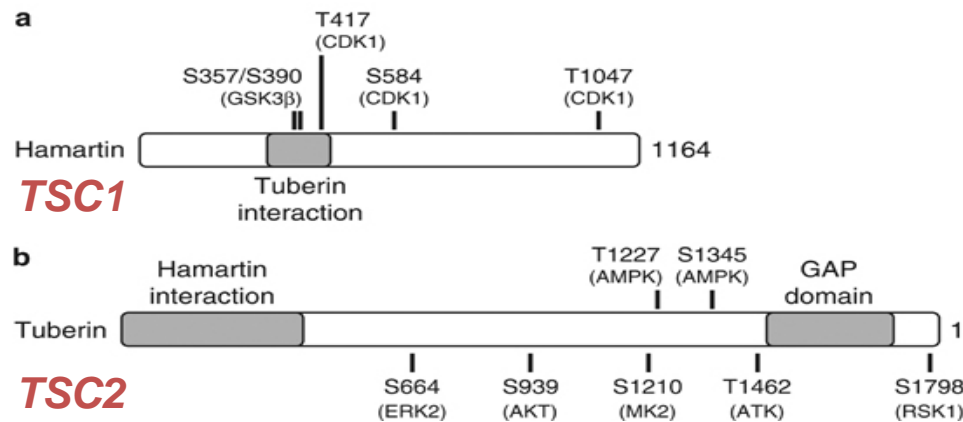 a
T417
(CDK1)
S357/S390
(GSK3β)
S584
(CDK1)
T1047
(CDK1)
Hamartin
1164
TSC1
Tuberin
interaction
b
Hamartin
interaction
T1227
(AMPK)
S1345
(AMPK)
GAP
domain
Tuberin
1
TSC2
S664
(ERK2)
S939
(AKT)
S1210
(MK2)
T1462
(ATK)
S1798
(RSK1)